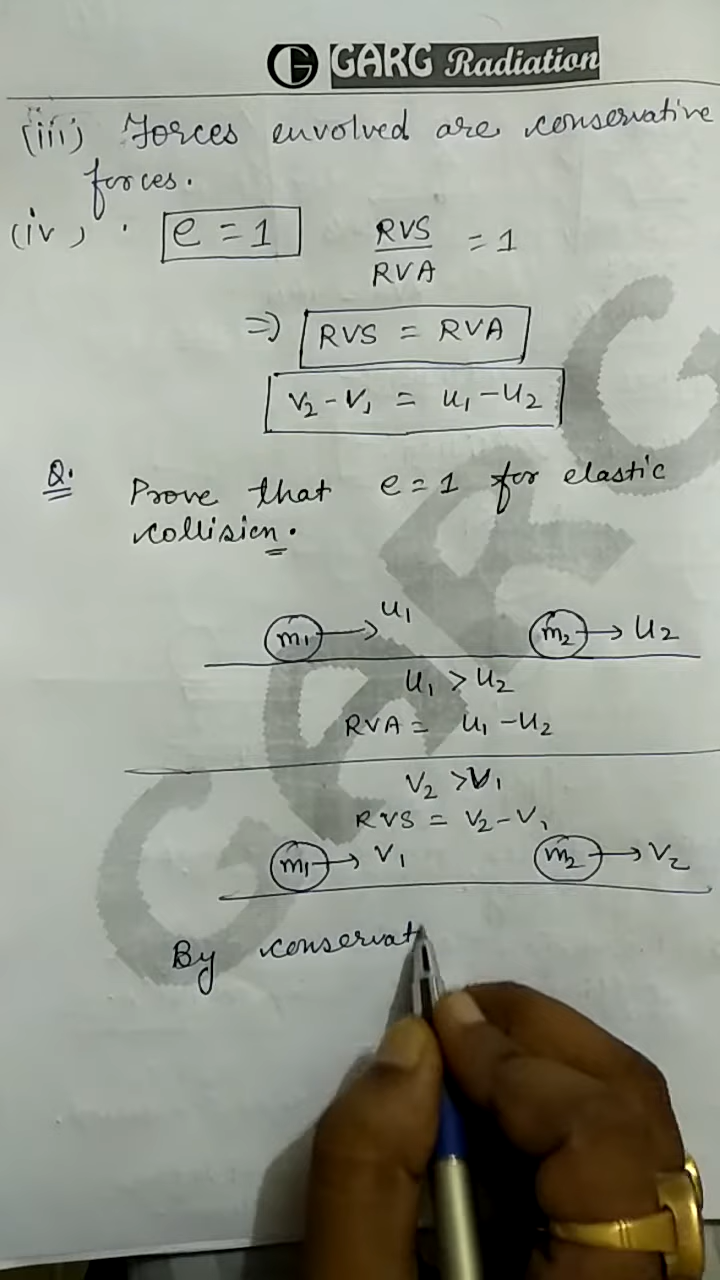 G GARG Radiation
(iii) Forces envolved are conservative
forces.
(iv) . e = 1 RVS/RVA = 1
⇒ RVS = RVA
V₂ - V₁ = u₁ - u₂
Q. Prove that e = 1 for elastic
collision.
m₁ → u₁ m₂ → u₂
u₁ > u₂
RVA = u₁ - u₂
V₂ > V₁
RVS = V₂ - V₁
m₁ → V₁ m₂ → V₂
By conservat
GARG